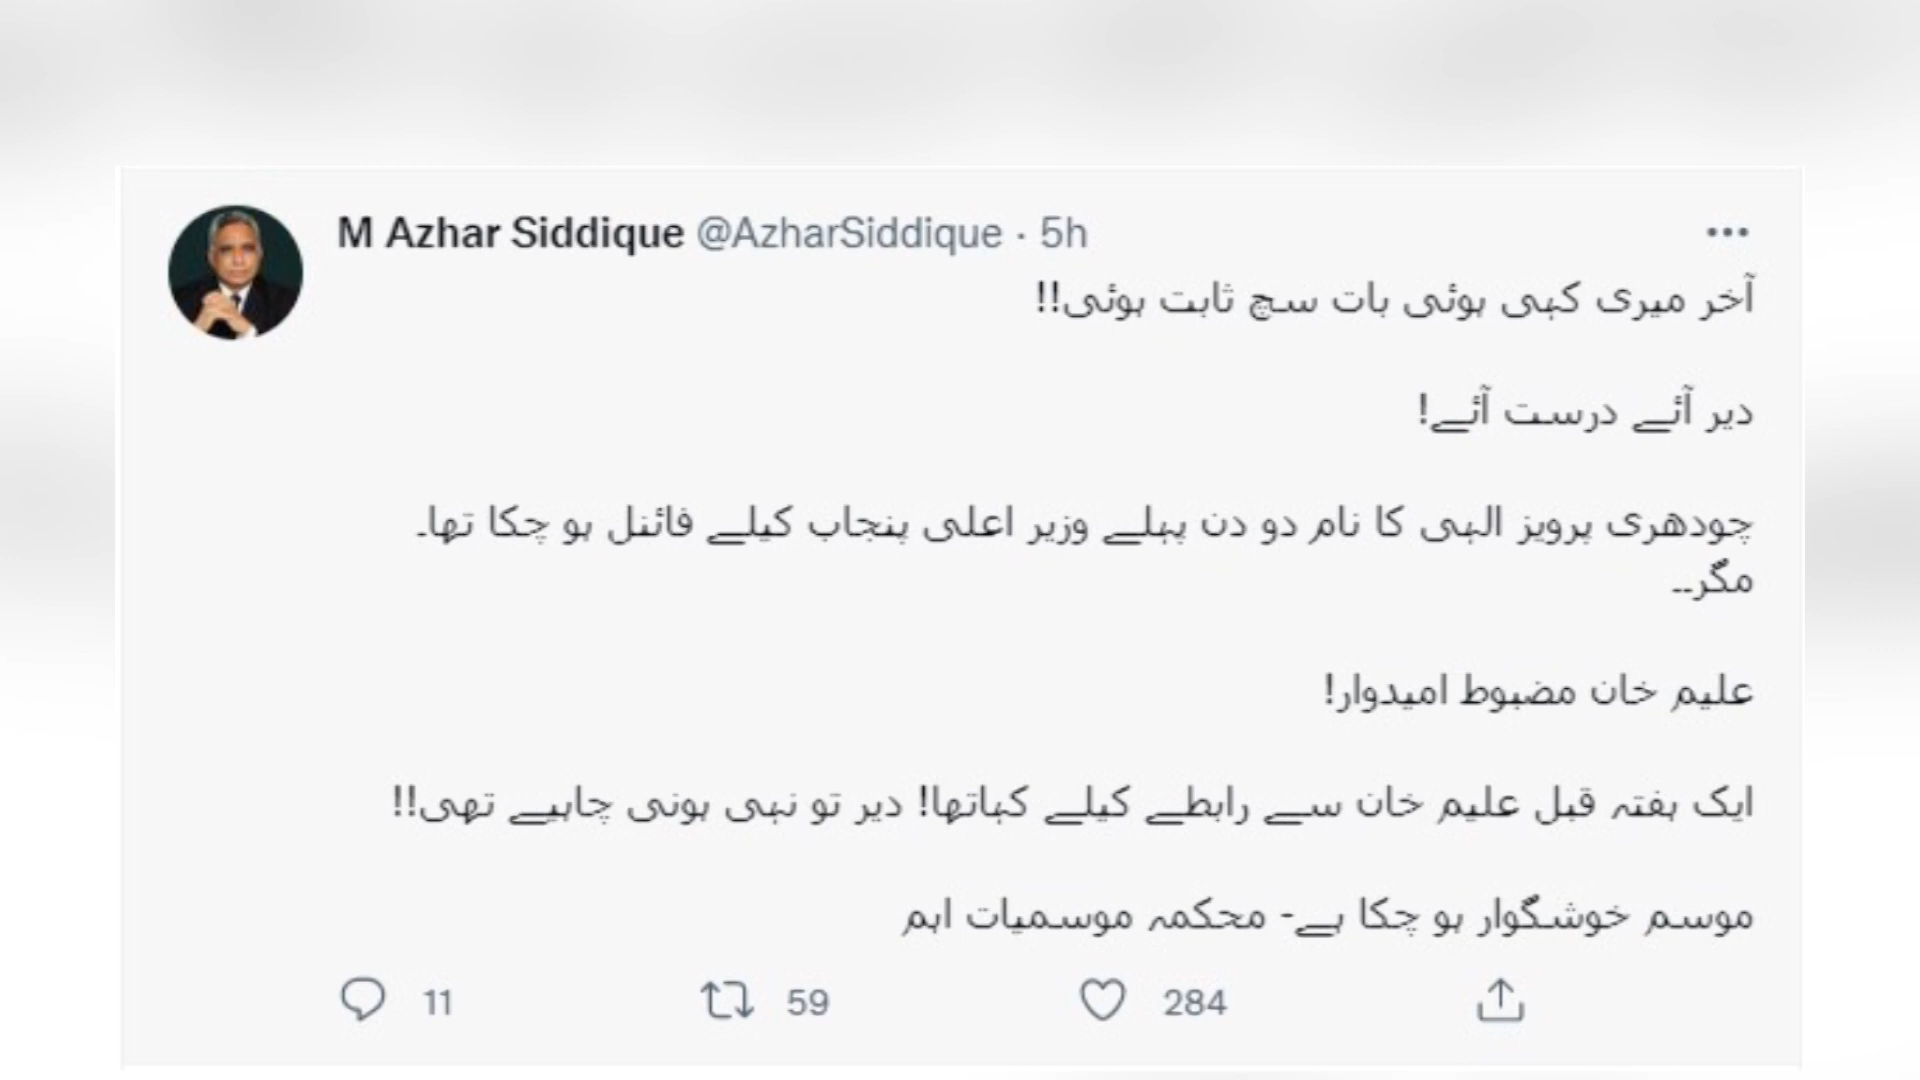 M Azhar Siddique @AzharSiddique · 5h
آخر میری کہی ہوئی بات سچ ثابت ہوئی!!
دیر آئے درست آئے!
چودھری پرویز الہی کا نام دو دن پہلے وزیر اعلی پنجاب کیلے فائنل ہو چکا تھا۔
مگر--
علیم خان مضبوط امیدوار!
ایک ہفتہ قبل علیم خان سے رابطے کیلے کہاتھا! دیر تو نہی ہونی چاہیے تھی!!
موسم خوشگوار ہو چکا ہے- محکمہ موسمیات اہم
11 59 284